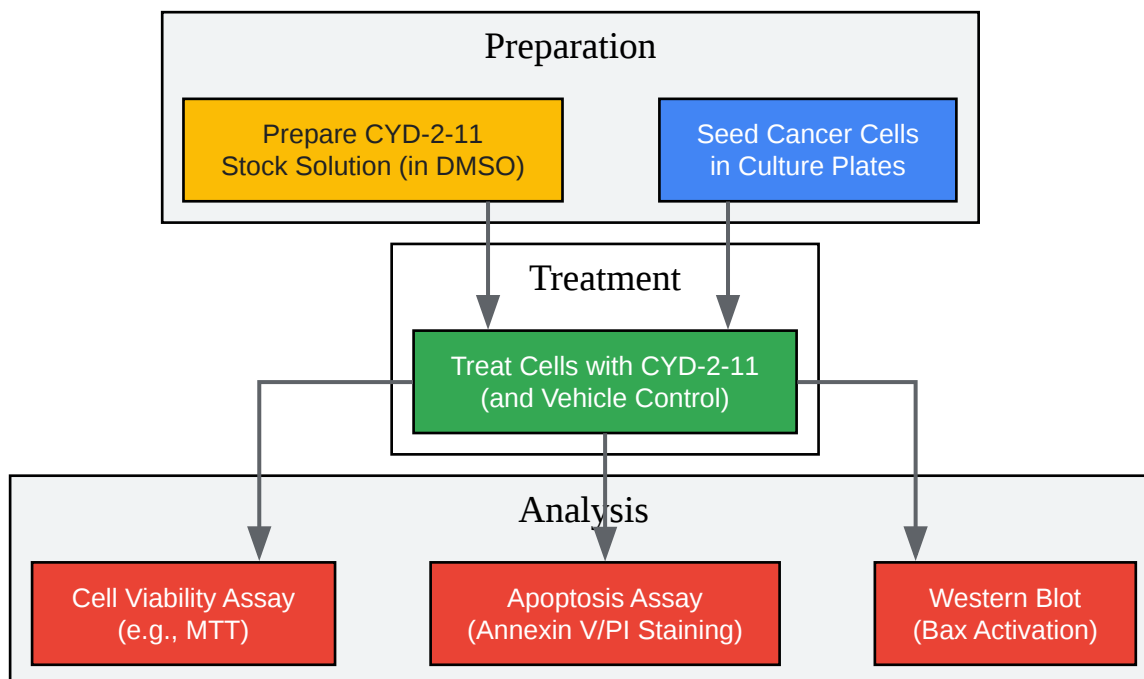 Preparation
Prepare CYD-2-11
Stock Solution (in DMSO)
Seed Cancer Cells
in Culture Plates
Treatment
Treat Cells with CYD-2-11
(and Vehicle Control)
Analysis
Cell Viability Assay
(e.g., MTT)
Apoptosis Assay
(Annexin V/PI Staining)
Western Blot
(Bax Activation)